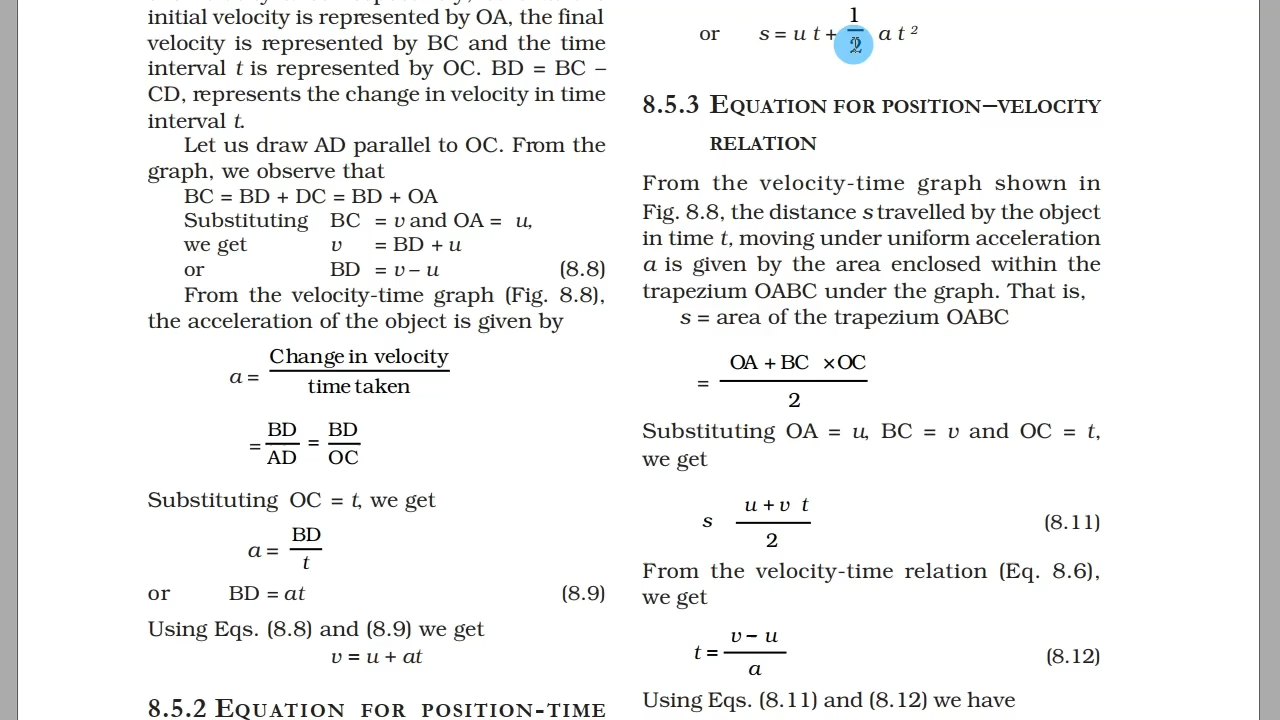 initial velocity is represented by OA, the final
velocity is represented by BC and the time
interval t is represented by OC. BD = BC –
CD, represents the change in velocity in time
interval t.
Let us draw AD parallel to OC. From the
graph, we observe that
BC = BD + DC = BD + OA
Substituting BC = v and OA = u,
we get v = BD + u
or BD = v – u (8.8)
From the velocity-time graph (Fig. 8.8),
the acceleration of the object is given by
a = Change in velocity / time taken
= BD / AD = BD / OC
Substituting OC = t, we get
a = BD / t
or BD = at (8.9)
Using Eqs. (8.8) and (8.9) we get
v = u + at
8.5.2 EQUATION FOR POSITION-TIME
or s = u t + 1/2 a t ²
8.5.3 EQUATION FOR POSITION–VELOCITY
RELATION
From the velocity-time graph shown in
Fig. 8.8, the distance s travelled by the object
in time t, moving under uniform acceleration
a is given by the area enclosed within the
trapezium OABC under the graph. That is,
s = area of the trapezium OABC
= OA + BC × OC / 2
Substituting OA = u, BC = v and OC = t,
we get
s u + v t / 2 (8.11)
From the velocity-time relation (Eq. 8.6),
we get
t = v – u / a (8.12)
Using Eqs. (8.11) and (8.12) we have